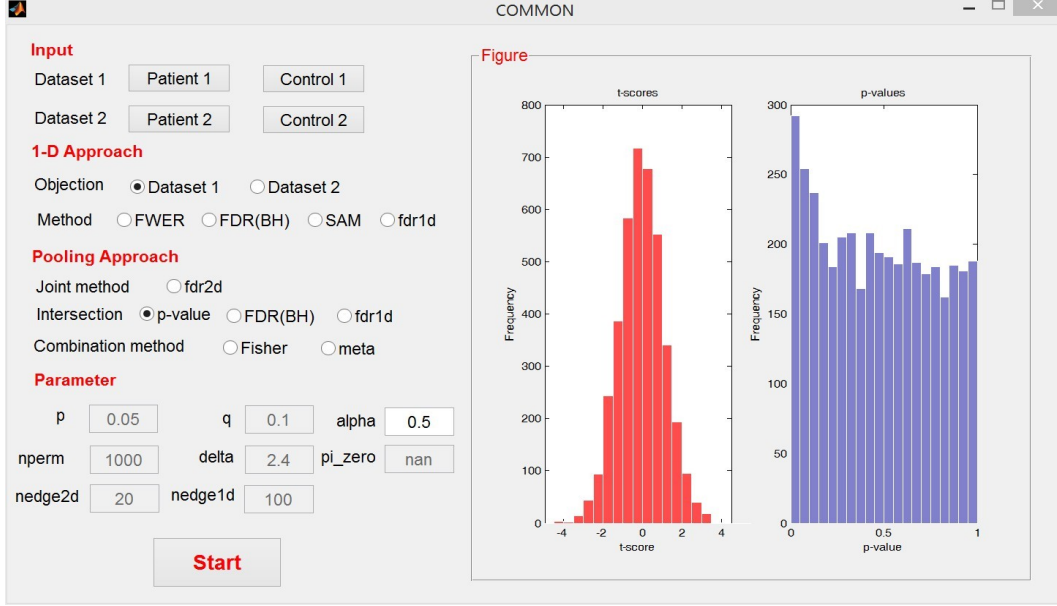 COMMON
Input
Dataset 1 Patient 1 Control 1
Dataset 2 Patient 2 Control 2
1-D Approach
Objection Dataset 1 Dataset 2
Method FWER FDR(BH) SAM fdr1d
Pooling Approach
Joint method fdr2d
Intersection p-value FDR(BH) fdr1d
Combination method Fisher meta
Parameter
p 0.05 q 0.1 alpha 0.5
nperm 1000 delta 2.4 pi_zero nan
nedge2d 20 nedge1d 100
Start
Figure
t-scores
800
700
600
500
400
300
200
100
0
Frequency
-4 -2 0 2 4
t-score
p-values
300
250
200
150
100
50
0
Frequency
0 0.5 1
p-value